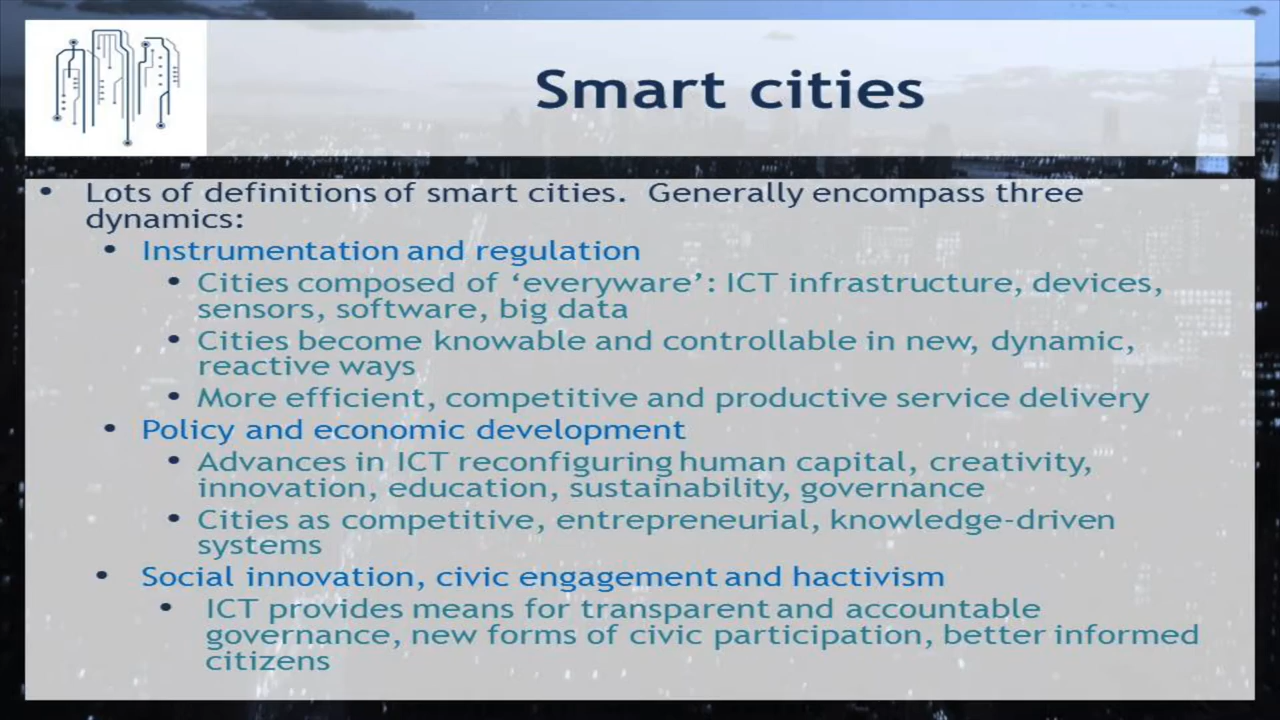 Smart cities
• Lots of definitions of smart cities. Generally encompass three
dynamics:
• Instrumentation and regulation
• Cities composed of ‘everyware’: ICT infrastructure, devices,
sensors, software, big data
• Cities become knowable and controllable in new, dynamic,
reactive ways
• More efficient, competitive and productive service delivery
• Policy and economic development
• Advances in ICT reconfiguring human capital, creativity,
innovation, education, sustainability, governance
• Cities as competitive, entrepreneurial, knowledge-driven
systems
• Social innovation, civic engagement and hactivism
• ICT provides means for transparent and accountable
governance, new forms of civic participation, better informed
citizens